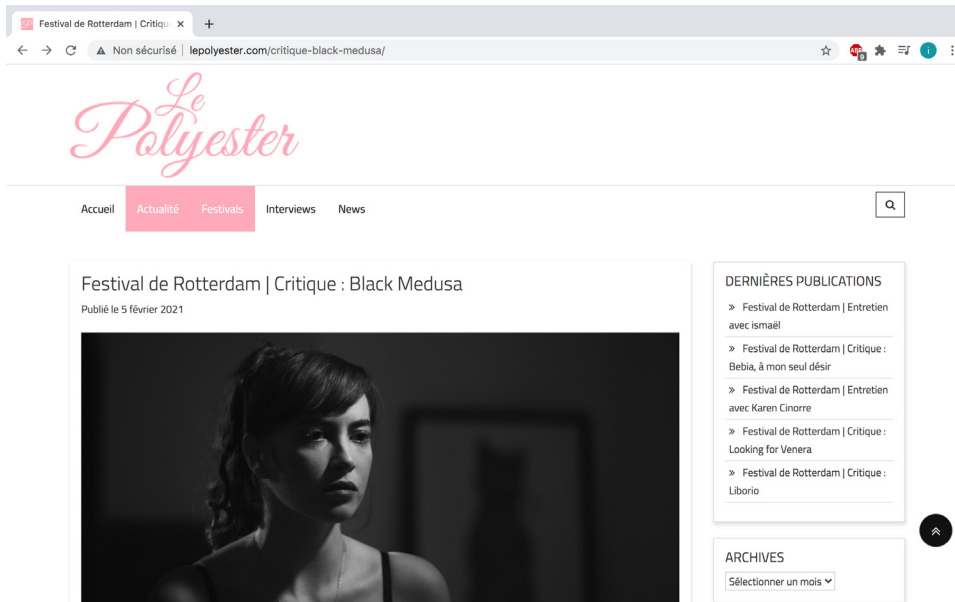 Festival de Rotterdam | Critiqu
Non sécurisé | lepolyester.com/critique-black-medusa/
ABP
9
i
Le
Polyester
Accueil Actualité Festivals Interviews News
Festival de Rotterdam | Critique : Black Medusa
Publié le 5 février 2021
DERNIÈRES PUBLICATIONS
» Festival de Rotterdam | Entretien
avec ismaël
» Festival de Rotterdam | Critique :
Bebia, à mon seul désir
» Festival de Rotterdam | Entretien
avec Karen Cinorre
» Festival de Rotterdam | Critique :
Looking for Venera
» Festival de Rotterdam | Critique :
Liborio
ARCHIVES
Sélectionner un mois